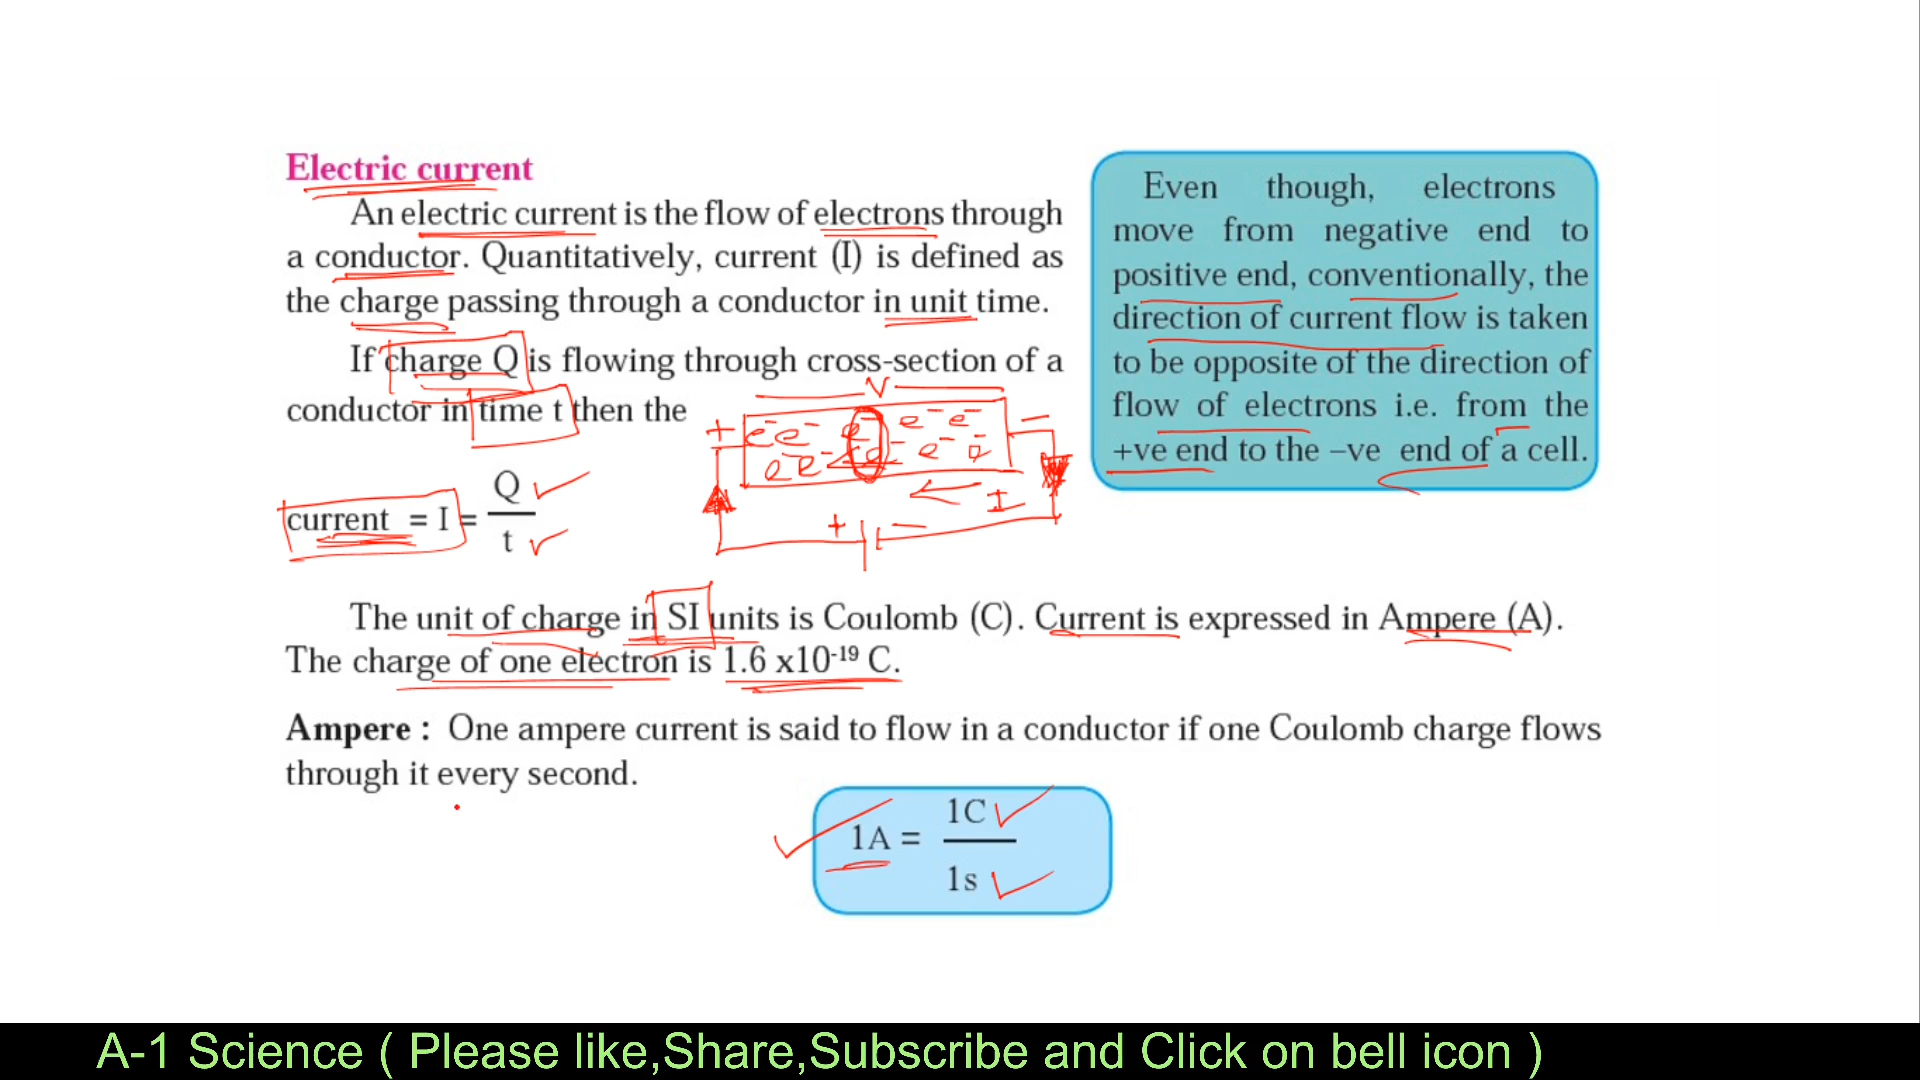 Electric current
An electric current is the flow of electrons through
a conductor. Quantitatively, current (I) is defined as
the charge passing through a conductor in unit time.
If charge Q is flowing through cross-section of a
conductor in time t then the
current = I = Q
t
V
+ e⁻ e⁻ e⁻ e⁻ e⁻ −
e⁻ e⁻ e⁻ e⁻ e⁻
I
+ −
Even though, electrons
move from negative end to
positive end, conventionally, the
direction of current flow is taken
to be opposite of the direction of
flow of electrons i.e. from the
+ve end to the –ve end of a cell.
The unit of charge in SI units is Coulomb (C). Current is expressed in Ampere (A).
The charge of one electron is 1.6 x10⁻¹⁹ C.
Ampere : One ampere current is said to flow in a conductor if one Coulomb charge flows
through it every second.
1A = 1C
1s
A-1 Science ( Please like,Share,Subscribe and Click on bell icon )